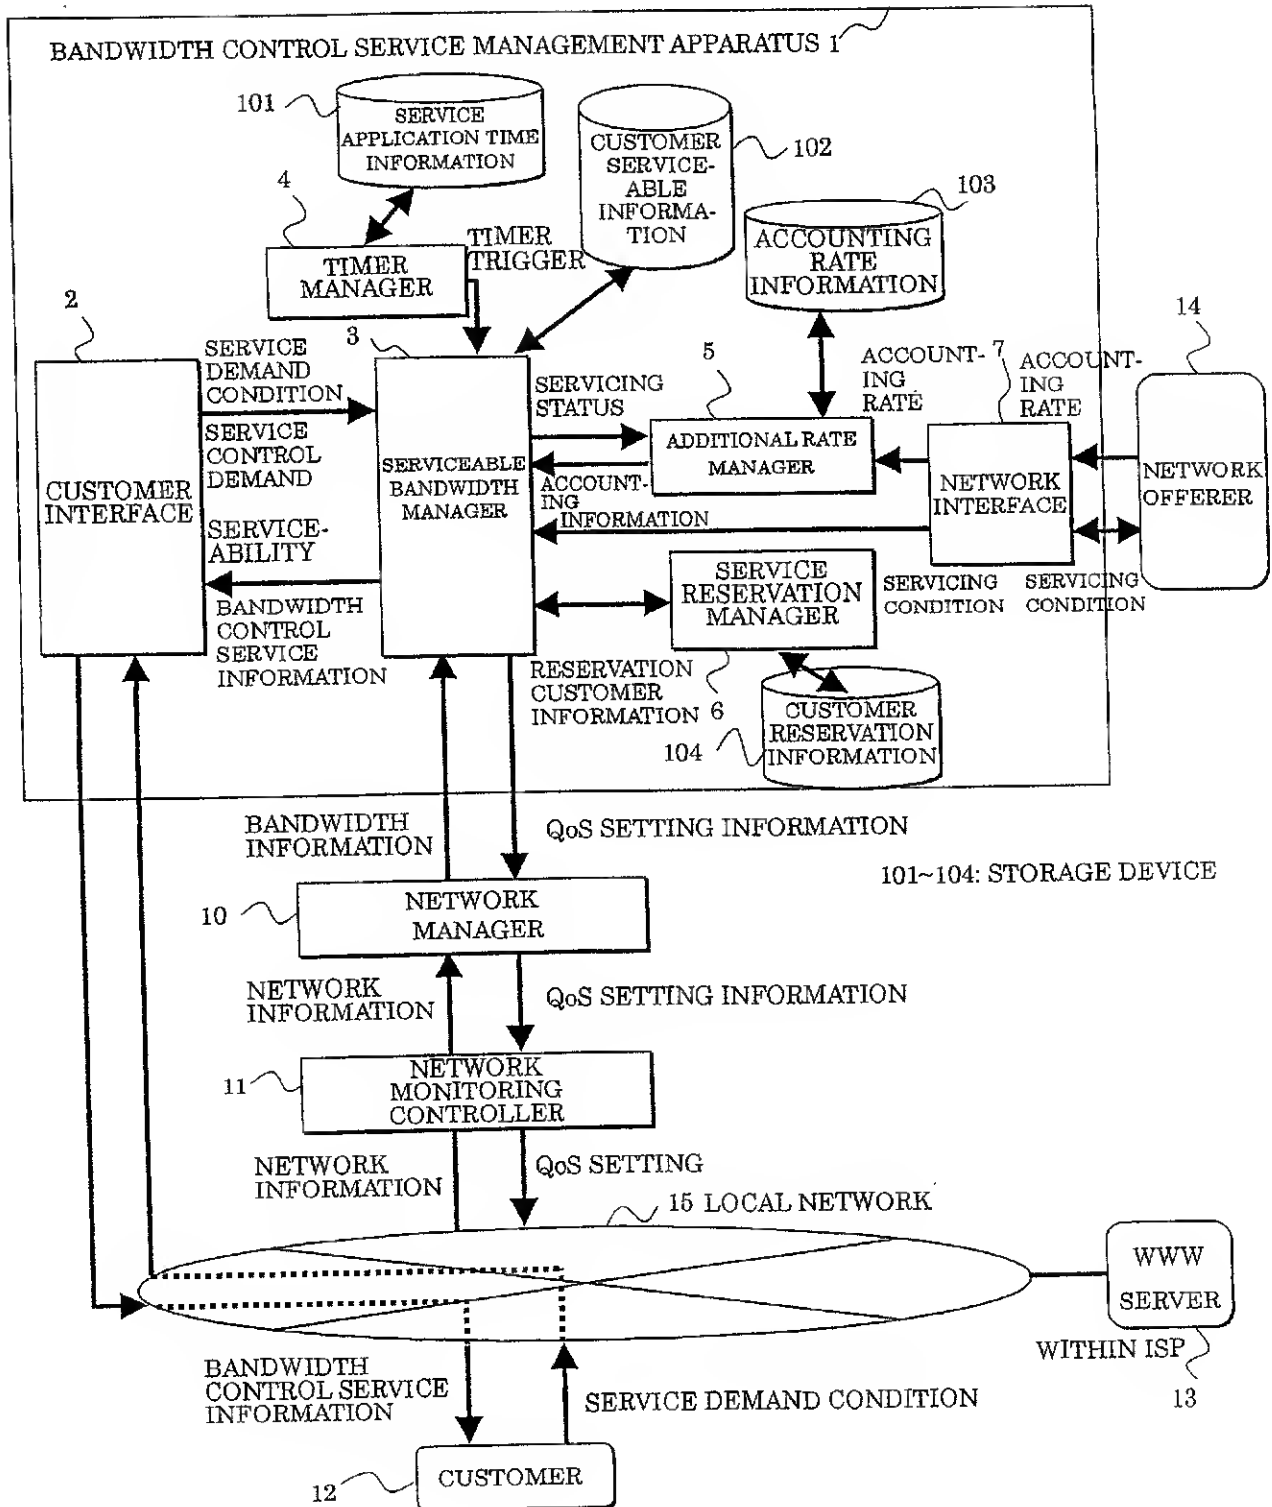 BANDWIDTH CONTROL SERVICE MANAGEMENT APPARATUS 1
101
SERVICE
APPLICATION TIME
INFORMATION
CUSTOMER
SERVICE-
ABLE
INFORMA-
TION
102
103
ACCOUNTING
RATE
INFORMATION
4
TIMER
MANAGER
TIMER
TRIGGER
2
CUSTOMER
INTERFACE
SERVICE
DEMAND
CONDITION
SERVICE
CONTROL
DEMAND
SERVICE-
ABILITY
BANDWIDTH
CONTROL
SERVICE
INFORMATION
3
SERVICEABLE
BANDWIDTH
MANAGER
SERVICING
STATUS
5
ADDITIONAL RATE
MANAGER
ACCOUNT-
ING
INFORMATION
ACCOUNT-
ING
RATE
7
NETWORK
INTERFACE
ACCOUNT-
ING
RATE
14
NETWORK
OFFERER
SERVICE
RESERVATION
MANAGER
SERVICING
CONDITION
SERVICING
CONDITION
RESERVATION
CUSTOMER
INFORMATION
6
CUSTOMER
RESERVATION
INFORMATION
104
BANDWIDTH
INFORMATION
QoS SETTING INFORMATION
101~104: STORAGE DEVICE
10
NETWORK
MANAGER
NETWORK
INFORMATION
QoS SETTING INFORMATION
11
NETWORK
MONITORING
CONTROLLER
NETWORK
INFORMATION
QoS SETTING
15 LOCAL NETWORK
WWW
SERVER
WITHIN ISP
13
BANDWIDTH
CONTROL SERVICE
INFORMATION
SERVICE DEMAND CONDITION
12
CUSTOMER